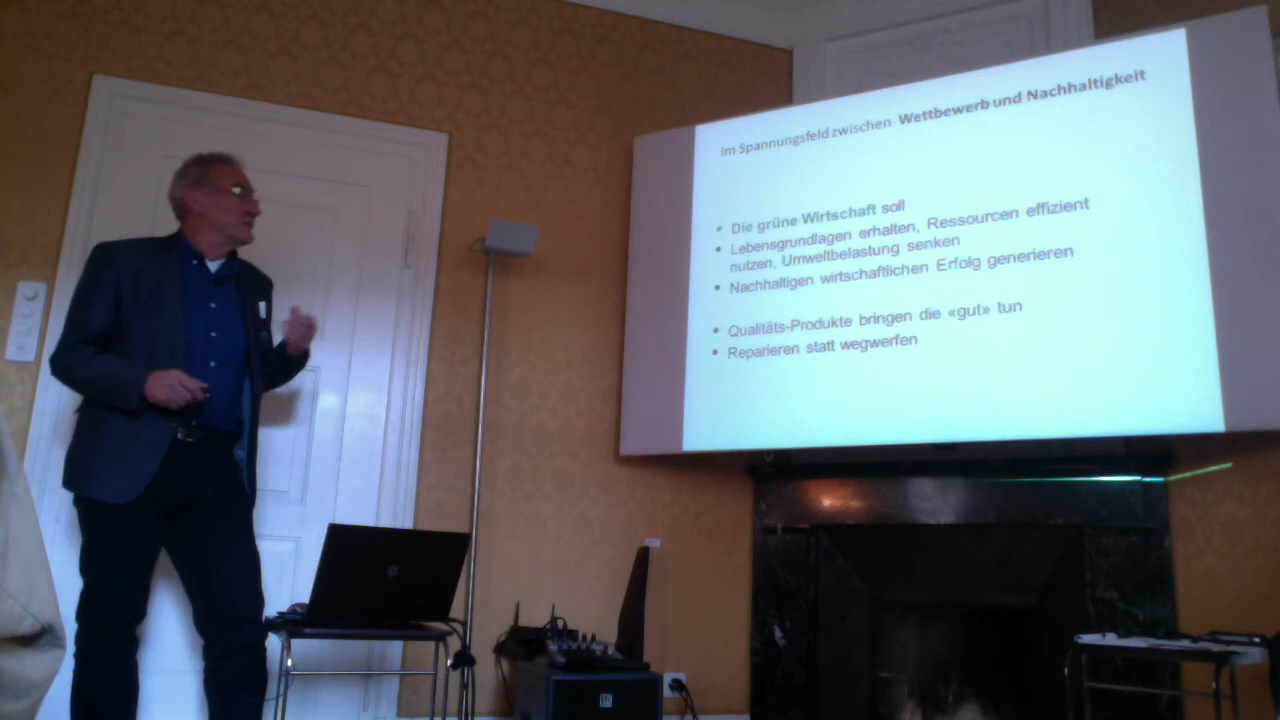 Im Spannungsfeld zwischen Wettbewerb und Nachhaltigkeit
• Die grüne Wirtschaft soll
• Lebensgrundlagen erhalten, Ressourcen effizient
nutzen, Umweltbelastung senken
• Nachhaltigen wirtschaftlichen Erfolg generieren
• Qualitäts-Produkte bringen die «gut» tun
• Reparieren statt wegwerfen